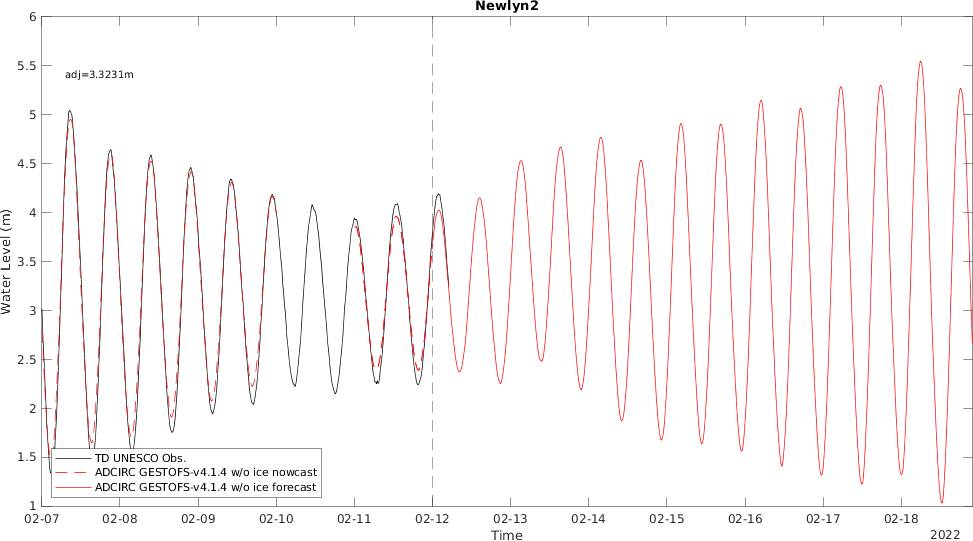 Newlyn2
6
5.5
adj=3.3231m
5
4.5
4
3.5
Water Level (m)
3
2.5
2
1.5
1
TD UNESCO Obs.
ADCIRC GESTOFS-v4.1.4 w/o ice nowcast
ADCIRC GESTOFS-v4.1.4 w/o ice forecast
02-07 02-08 02-09 02-10 02-11 02-12 02-13 02-14 02-15 02-16 02-17 02-18
Time
2022